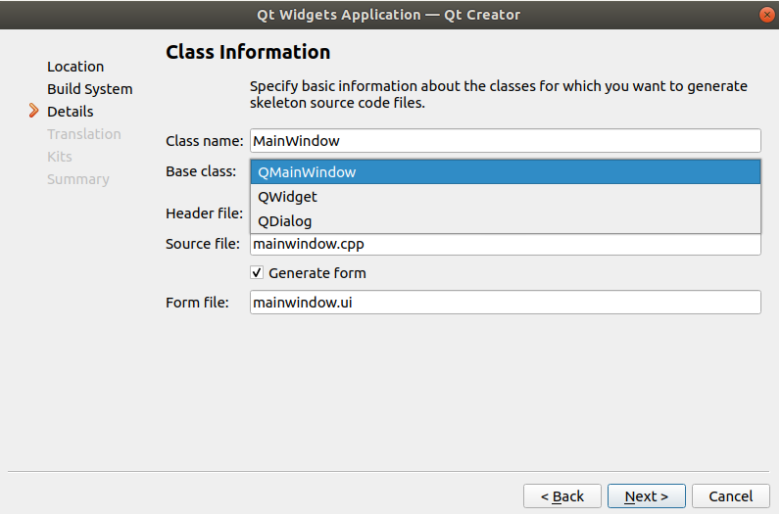 Qt Widgets Application — Qt Creator
Location
Build System
Details
Translation
Kits
Summary
Class Information
Specify basic information about the classes for which you want to generate
skeleton source code files.
Class name: MainWindow
Base class: QMainWindow
QWidget
QDialog
Header file:
Source file: mainwindow.cpp
Generate form
Form file: mainwindow.ui
< Back Next > Cancel